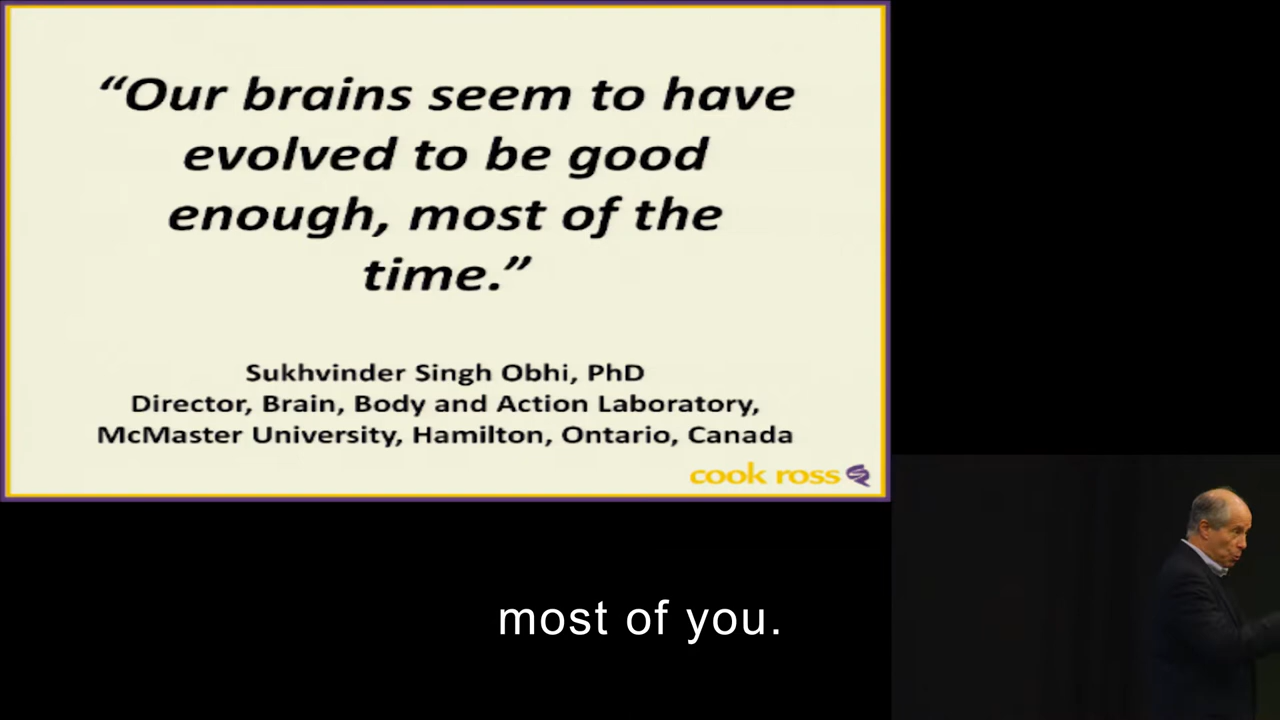 “Our brains seem to have
evolved to be good
enough, most of the
time.”
Sukhvinder Singh Obhi, PhD
Director, Brain, Body and Action Laboratory,
McMaster University, Hamilton, Ontario, Canada
cook ross
most of you.